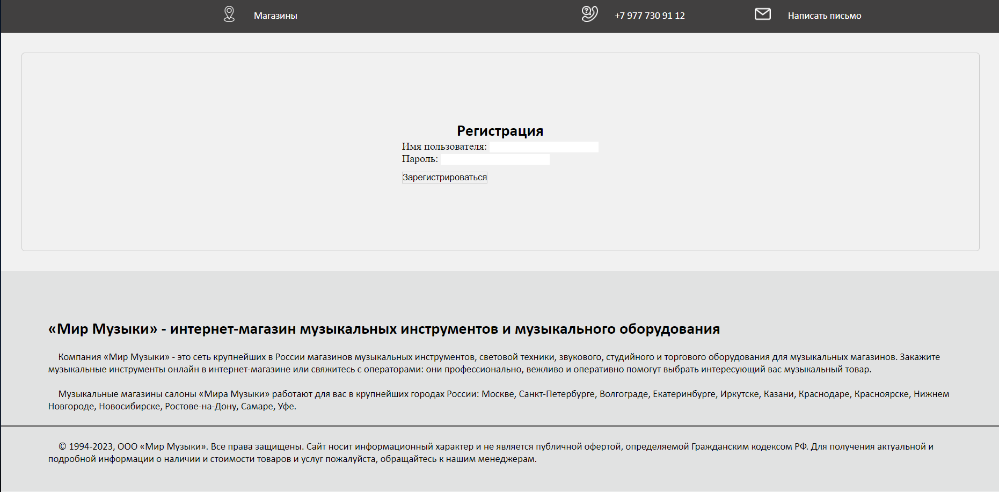 Магазины
+7 977 730 91 12
Написать письмо
Регистрация
Имя пользователя:
Пароль:
Зарегистрироваться
«Мир Музыки» - интернет-магазин музыкальных инструментов и музыкального оборудования
Компания «Мир Музыки» - это сеть крупнейших в России магазинов музыкальных инструментов, световой техники, звукового, студийного и торгового оборудования для музыкальных магазинов. Закажите
музыкальные инструменты онлайн в интернет-магазине или свяжитесь с операторами: они профессионально, вежливо и оперативно помогут выбрать интересующий вас музыкальный товар.
Музыкальные магазины салоны «Мира Музыки» работают для вас в крупнейших городах России: Москве, Санкт-Петербурге, Волгограде, Екатеринбурге, Иркутске, Казани, Краснодаре, Красноярске, Нижнем
Новгороде, Новосибирске, Ростове-на-Дону, Самаре, Уфе.
© 1994-2023, ООО «Мир Музыки». Все права защищены. Сайт носит информационный характер и не является публичной офертой, определяемой Гражданским кодексом РФ. Для получения актуальной и
подробной информации о наличии и стоимости товаров и услуг пожалуйста, обращайтесь к нашим менеджерам.